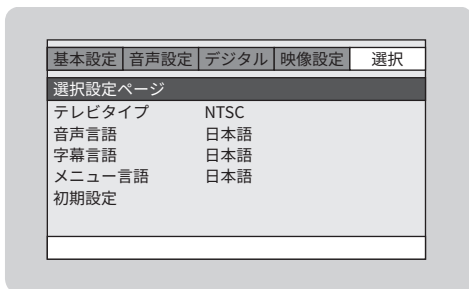 基本設定 音声設定 デジタル 映像設定 選択
選択設定ページ
テレビタイプ NTSC
音声言語 日本語
字幕言語 日本語
メニュー言語 日本語
初期設定